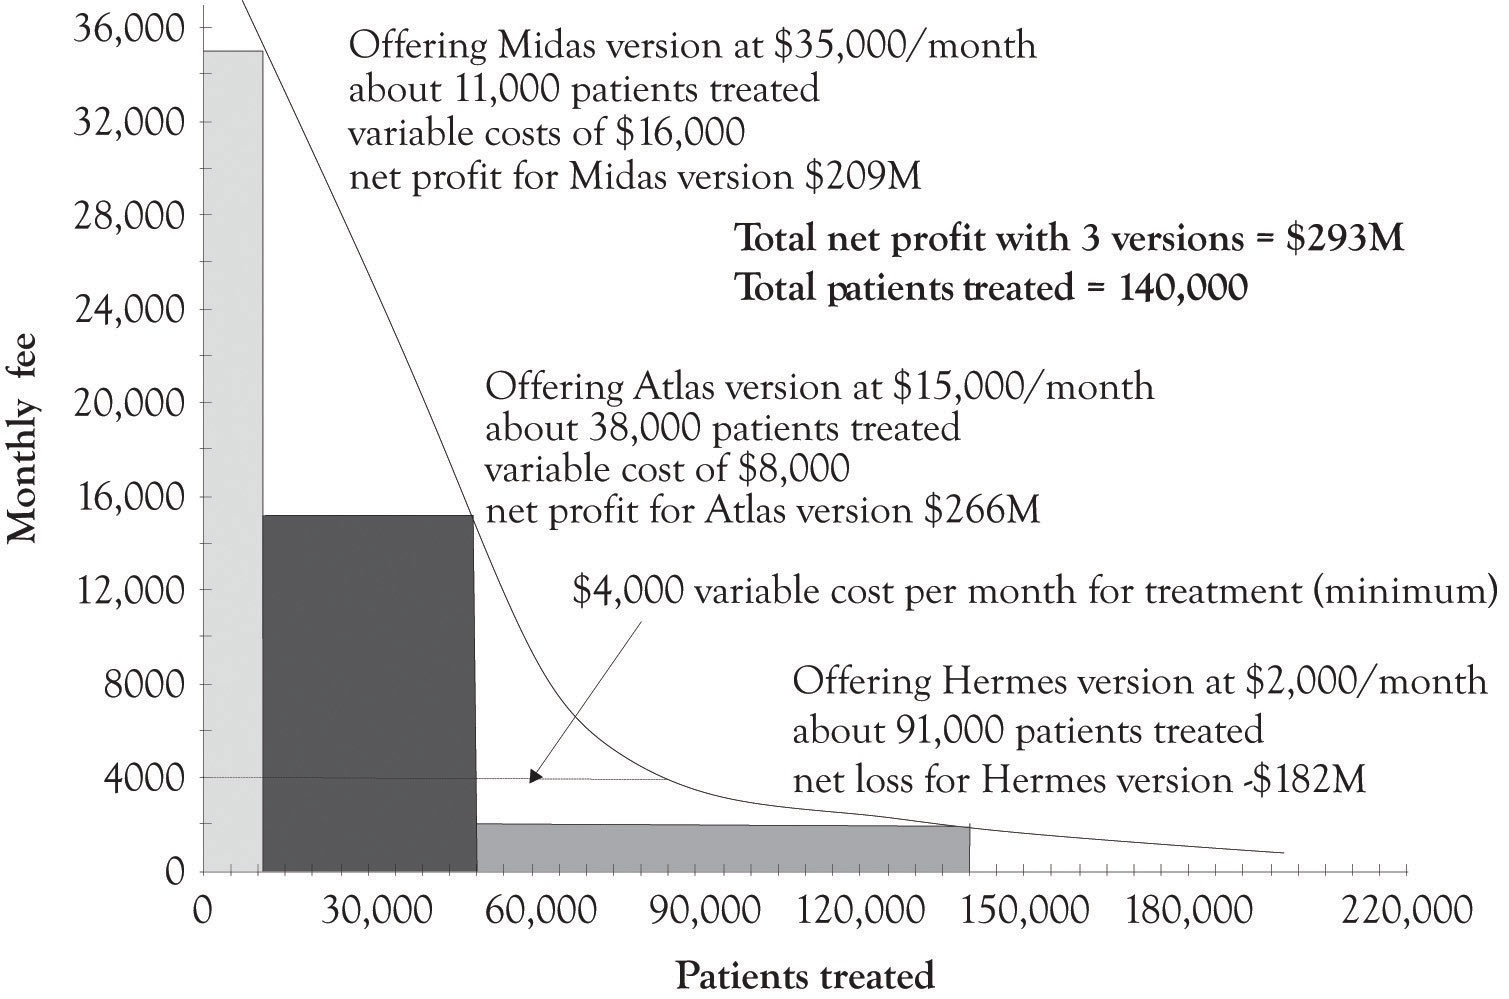 36,000
32,000
28,000
24,000
20,000
16,000
12,000
8000
4000
0
Monthly fee
Offering Midas version at $35,000/month
about 11,000 patients treated
variable costs of $16,000
net profit for Midas version $209M
Total net profit with 3 versions = $293M
Total patients treated = 140,000
Offering Atlas version at $15,000/month
about 38,000 patients treated
variable cost of $8,000
net profit for Atlas version $266M
$4,000 variable cost per month for treatment (minimum)
Offering Hermes version at $2,000/month
about 91,000 patients treated
net loss for Hermes version -$182M
0 30,000 60,000 90,000 120,000 150,000 180,000 220,000
Patients treated